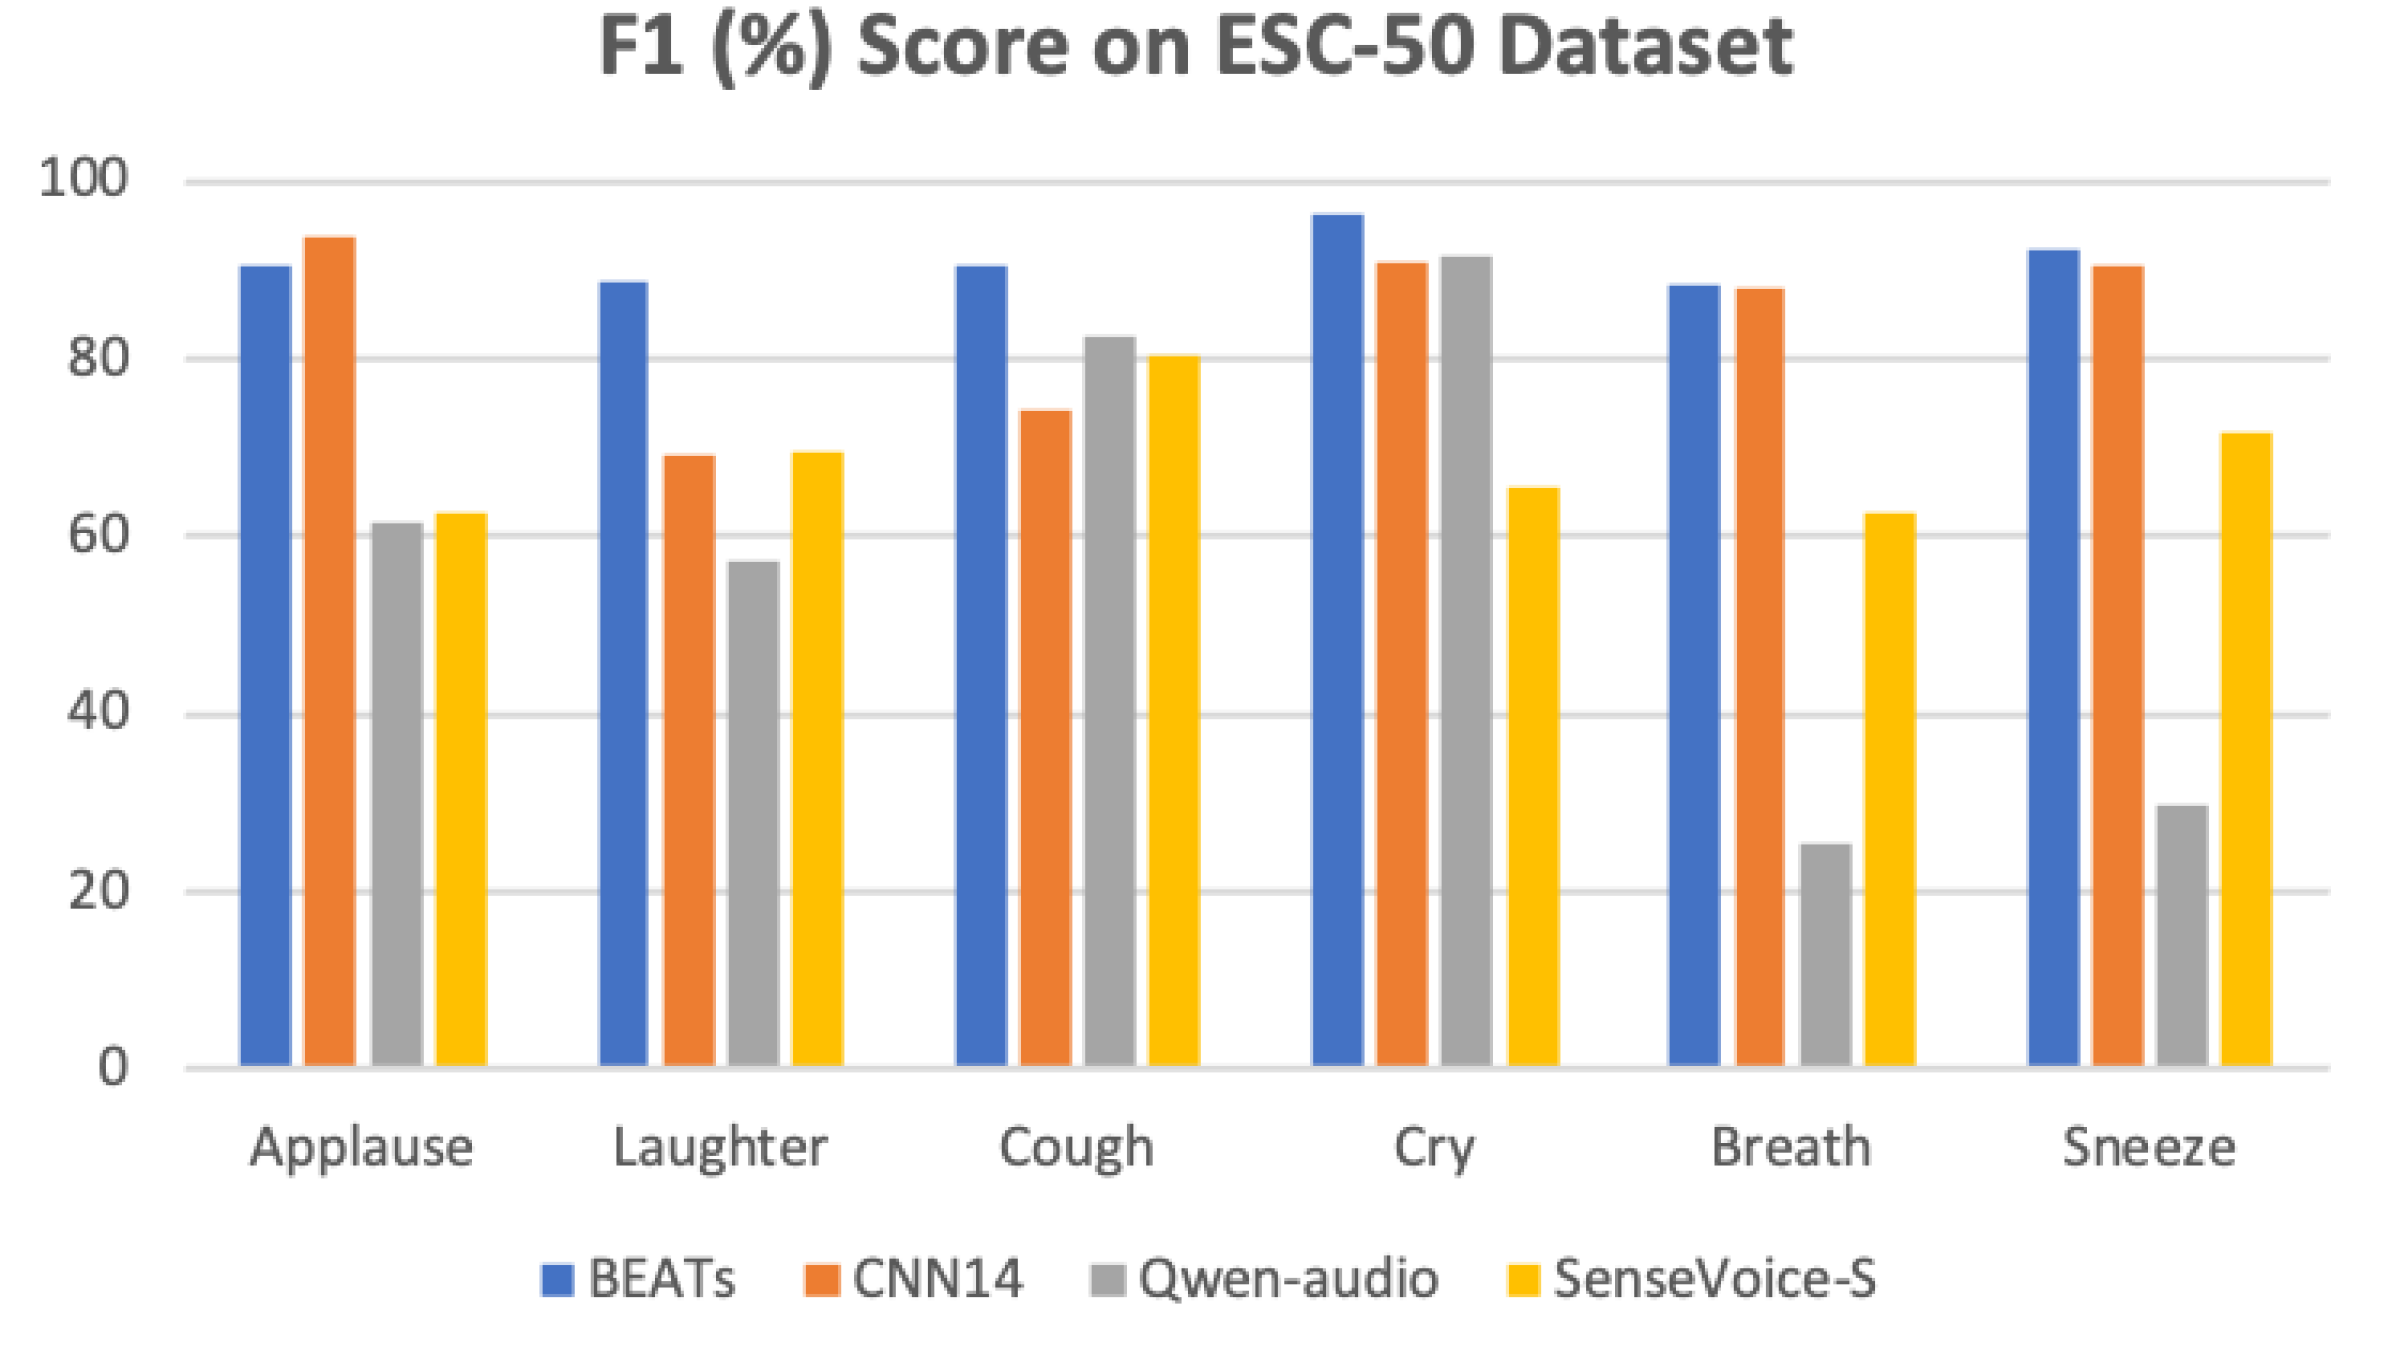 F1 (%) Score on ESC-50 Dataset
100
80
60
40
20
0
Applause Laughter Cough Cry Breath Sneeze
BEATs CNN14 Qwen-audio SenseVoice-S